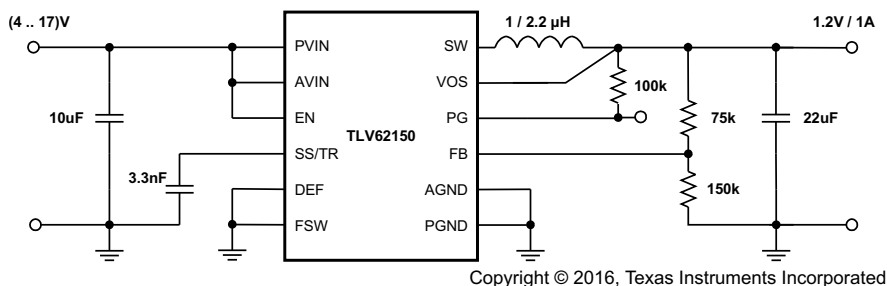 (4 .. 17)V
1 / 2.2 µH
1.2V / 1A
PVIN
SW
AVIN
VOS
100k
10uF
EN
PG
75k
22uF
TLV62150
SS/TR
FB
3.3nF
DEF
AGND
150k
FSW
PGND
Copyright © 2016, Texas Instruments Incorporated